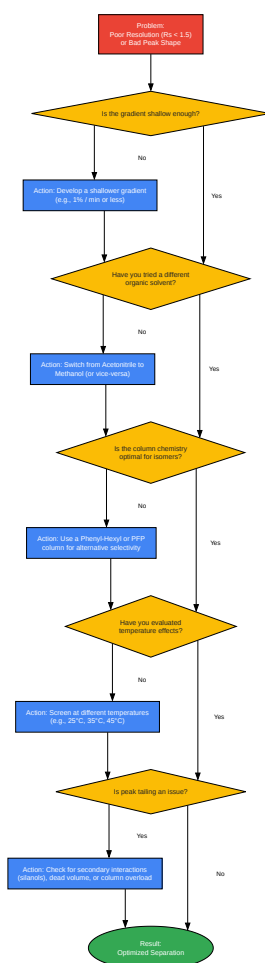 Problem:
Poor Resolution (Rs < 1.5)
or Bad Peak Shape
Is the gradient shallow enough?
No
Action: Develop a shallower gradient
(e.g., 1% / min or less)
Yes
Have you tried a different
organic solvent?
No
Action: Switch from Acetonitrile to
Methanol (or vice-versa)
Yes
Is the column chemistry
optimal for isomers?
No
Action: Use a Phenyl-Hexyl or PFP
column for alternative selectivity
Yes
Have you evaluated
temperature effects?
No
Action: Screen at different temperatures
(e.g., 25°C, 35°C, 45°C)
Yes
Is peak tailing an issue?
Yes
Action: Check for secondary interactions
(silanols), dead volume, or column overload
No
Result:
Optimized Separation